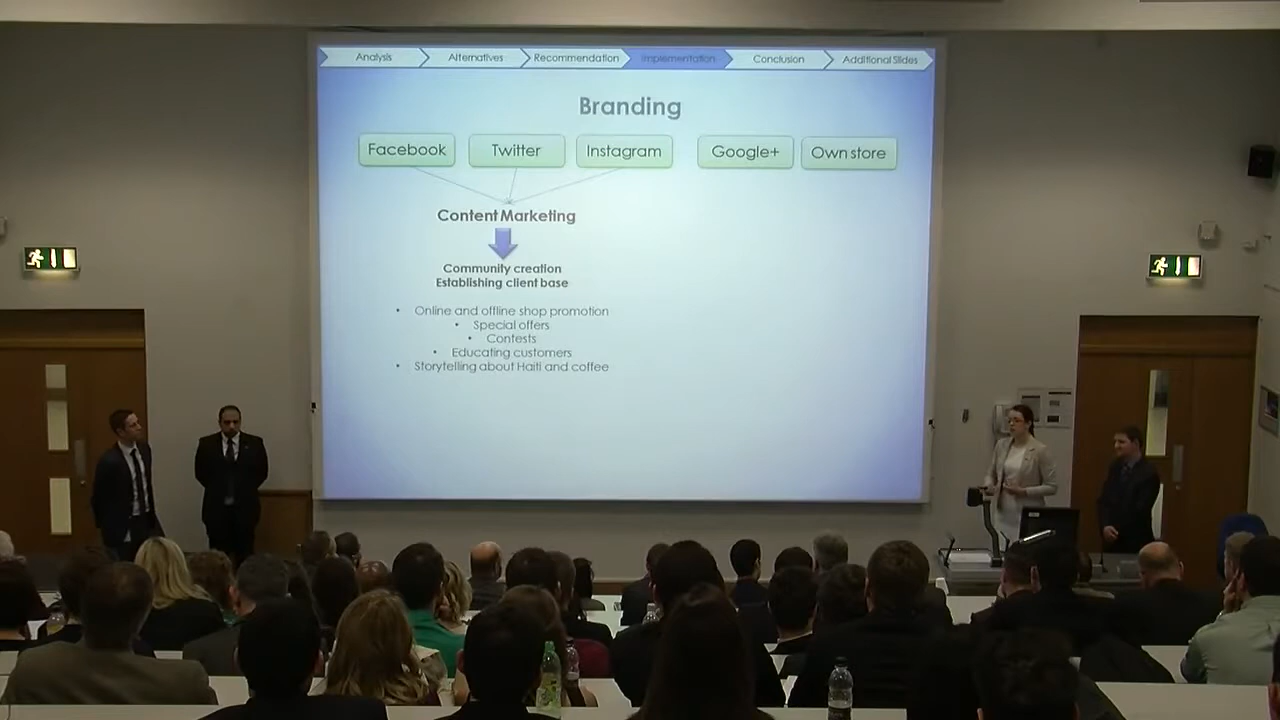 Analysis
Alternatives
Recommendation
Implementation
Conclusion
Additional Slides
Branding
Facebook
Twitter
Instagram
Google+
Own store
Content Marketing
Community creation
Establishing client base
• Online and offline shop promotion
• Special offers
• Contests
• Educating customers
• Storytelling about Haiti and coffee